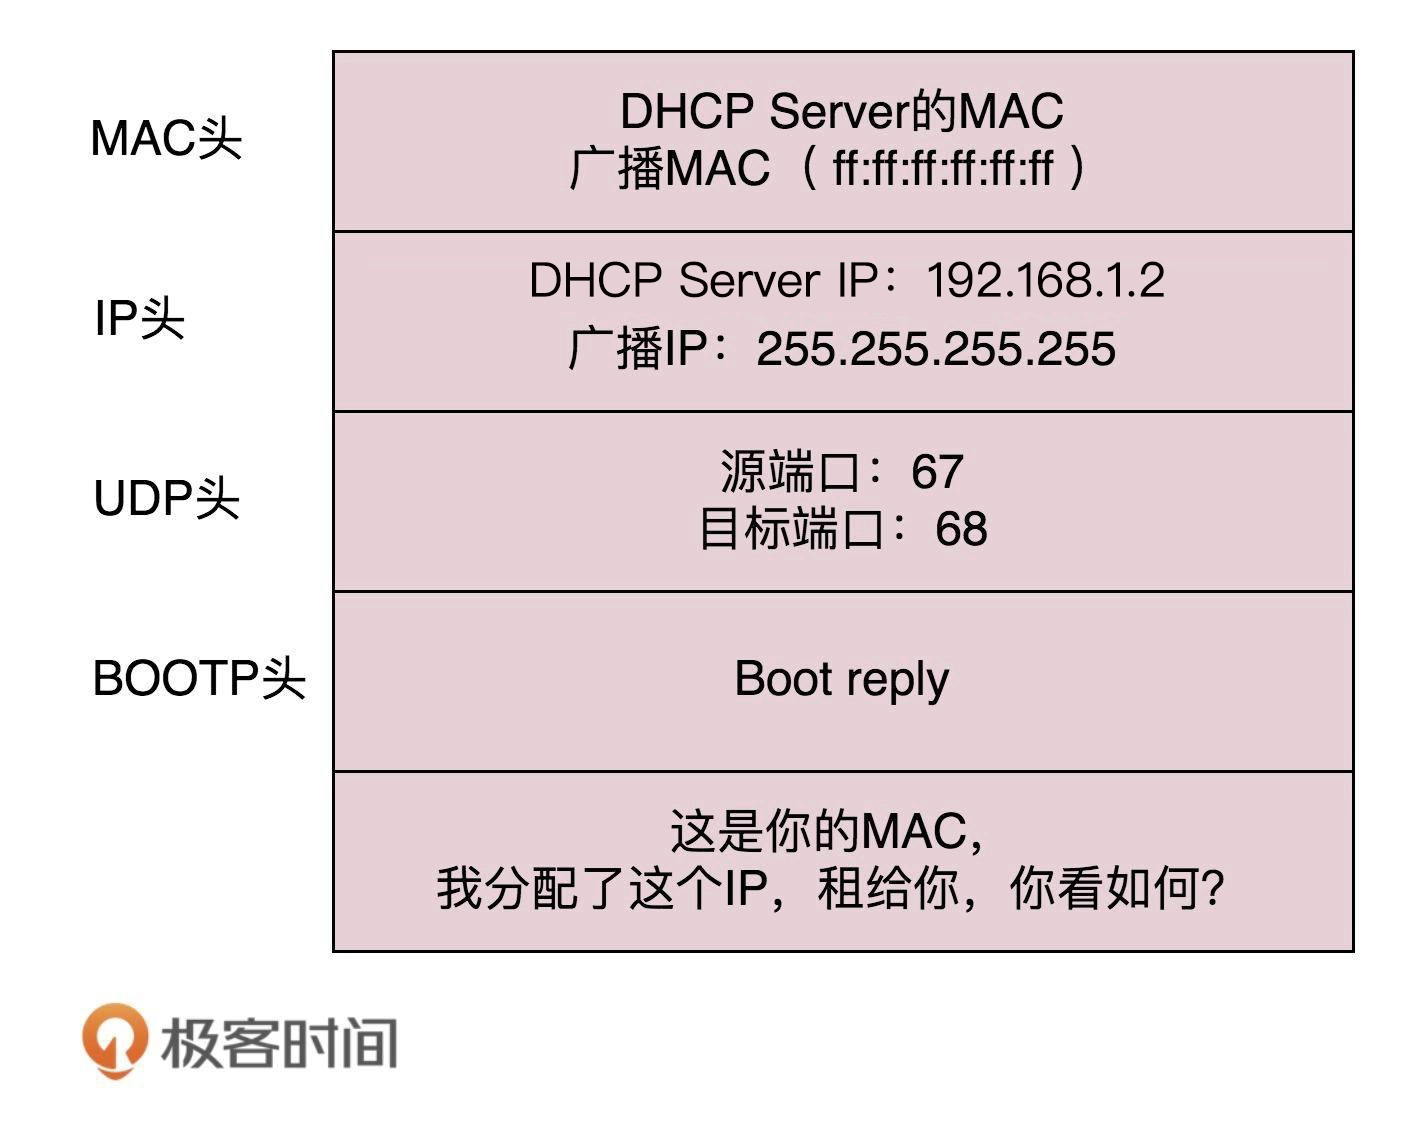 MAC头
DHCP Server的MAC
广播MAC（ff:ff:ff:ff:ff:ff）
IP头
DHCP Server IP：192.168.1.2
广播IP：255.255.255.255
UDP头
源端口：67
目标端口：68
BOOTP头
Boot reply
这是你的MAC，
我分配了这个IP，租给你，你看如何？
极客时间